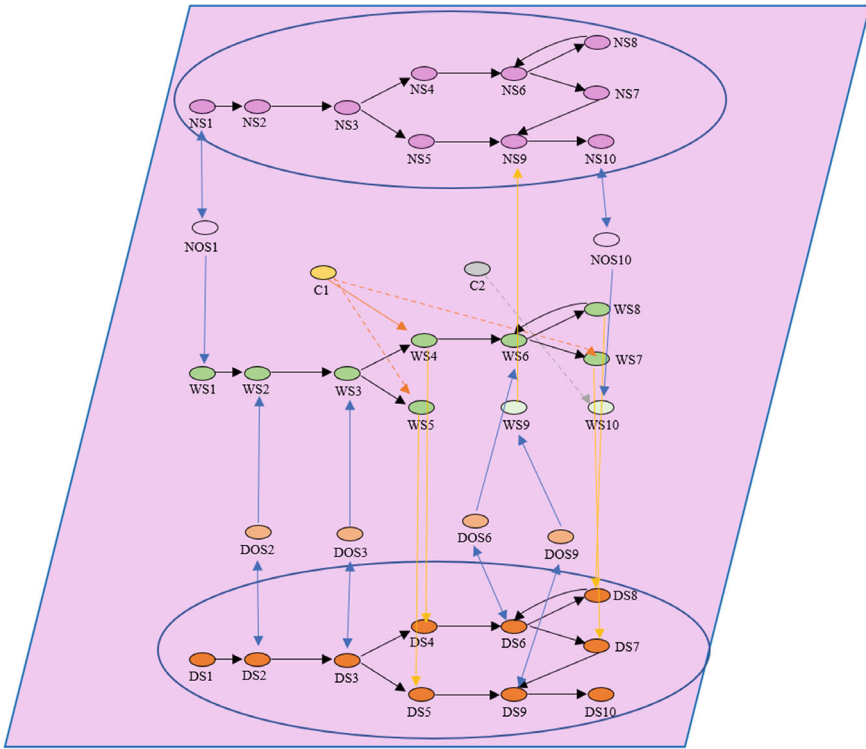 NS8
NS4
NS6
NS7
NS1
NS2
NS3
NS5
NS9
NS10
NOS1
NOS10
C1
C2
WS8
WS4
WS6
WS7
WS1
WS2
WS3
WS5
WS9
WS10
DOS2
DOS3
DOS6
DOS9
DS8
DS4
DS6
DS7
DS1
DS2
DS3
DS5
DS9
DS10